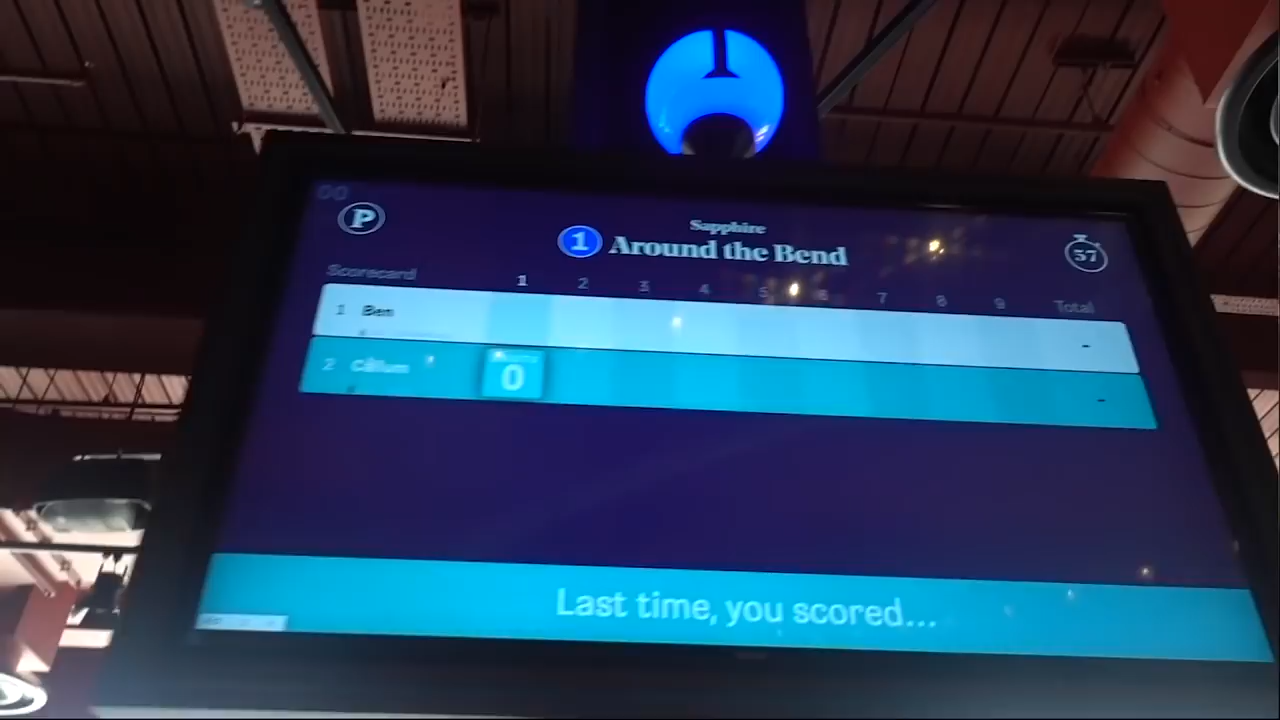 P
Sapphire
1 Around the Bend
57
Scorecard 1 2 3 4 5 6 7 8 9 Total
1 Ben -
2 Callum 0 -
Last time, you scored...